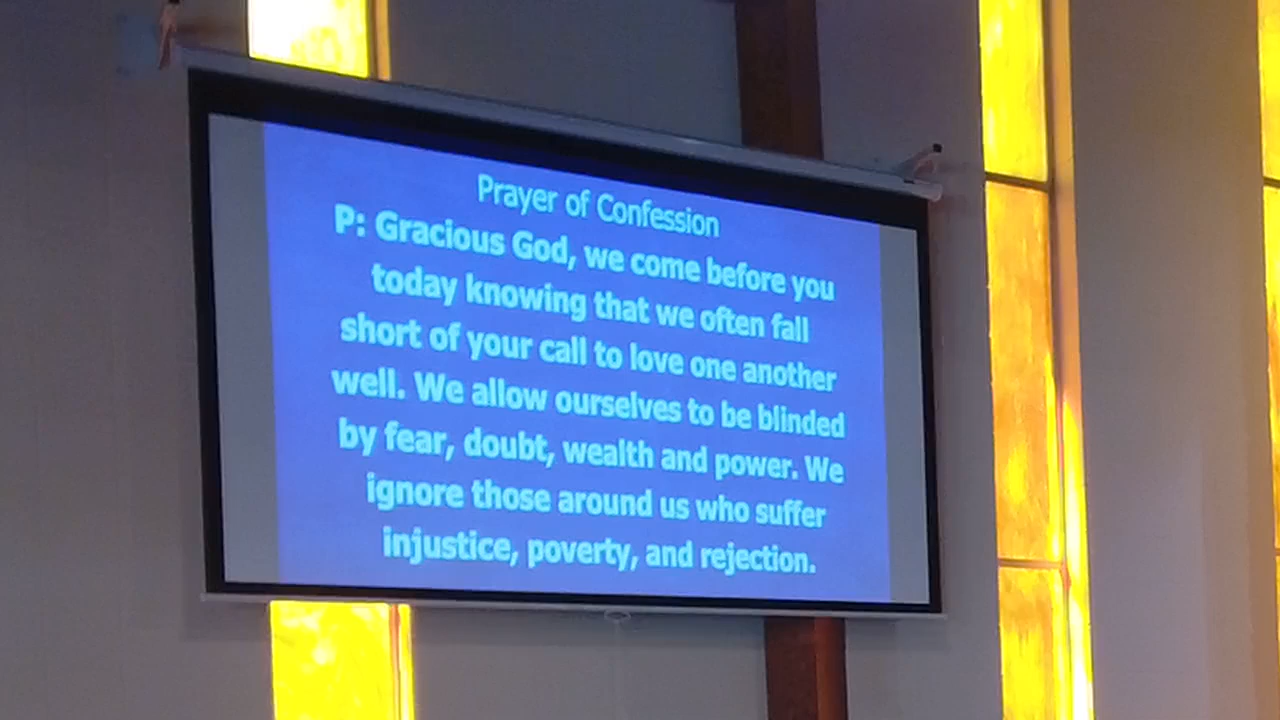 Prayer of Confession
P: Gracious God, we come before you
today knowing that we often fall
short of your call to love one another
well. We allow ourselves to be blinded
by fear, doubt, wealth and power. We
ignore those around us who suffer
injustice, poverty, and rejection.